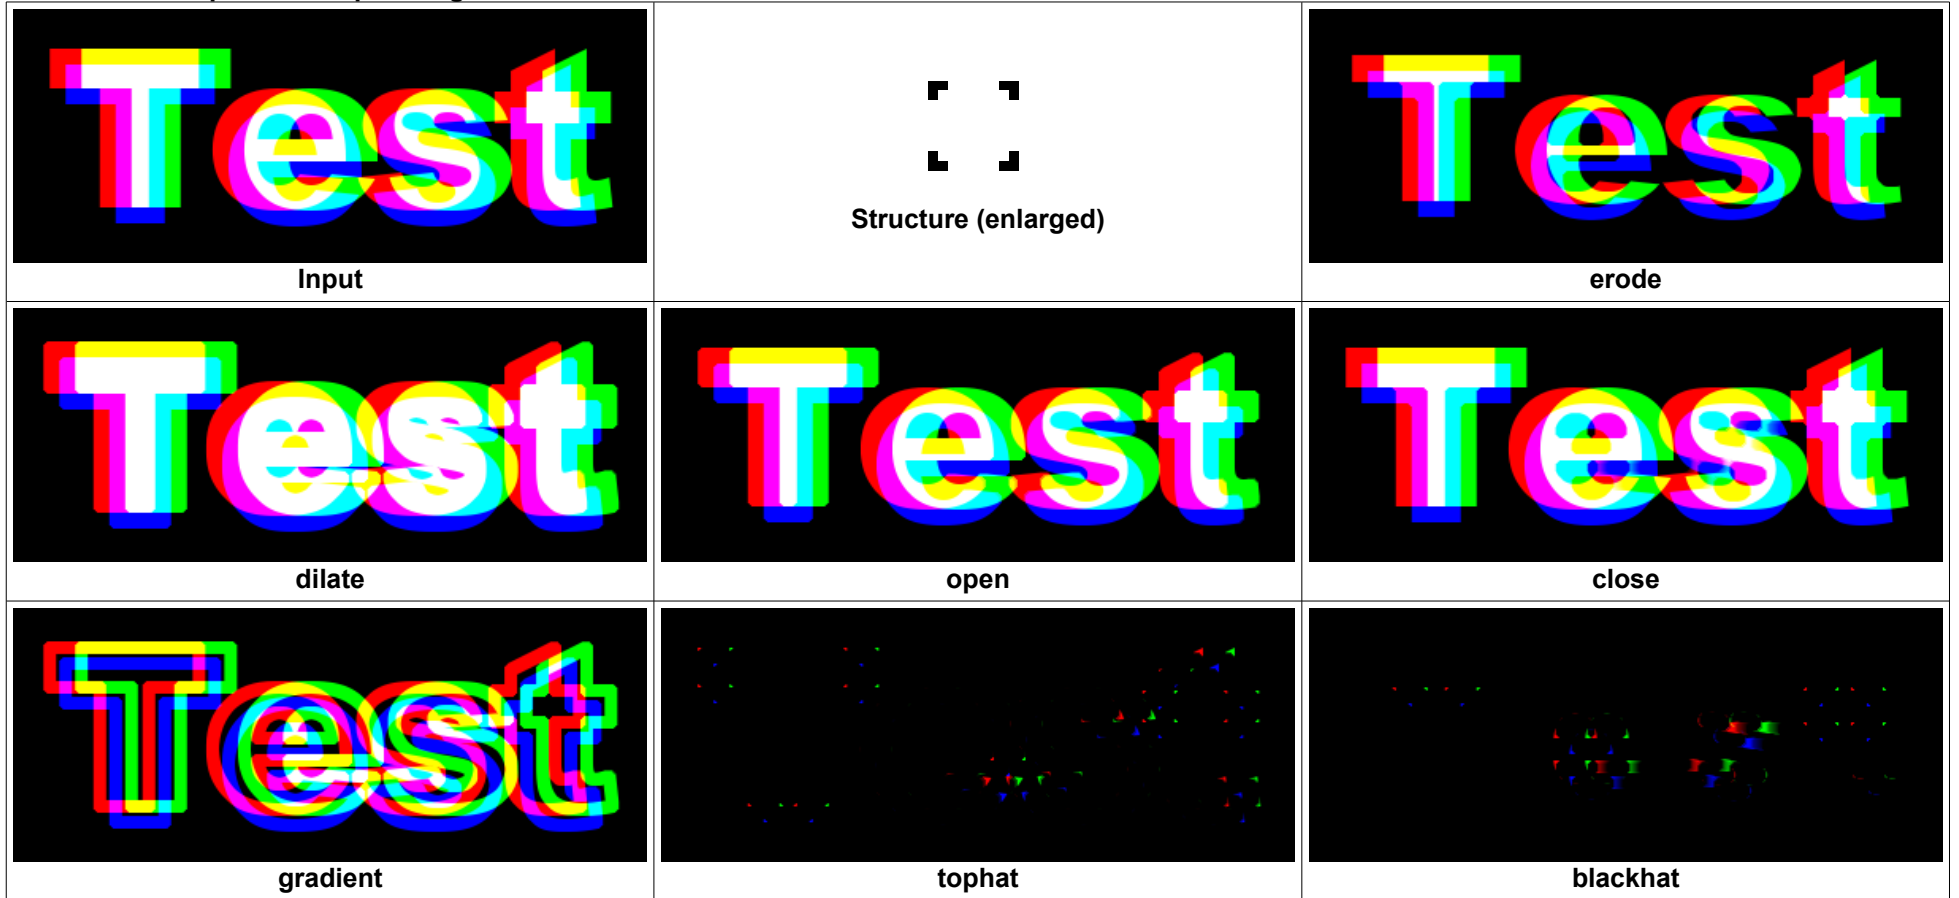 Test
Structure (enlarged)
Test
Input
erode
Test
Test
Test
dilate
open
close
Test
gradient
tophat
blackhat